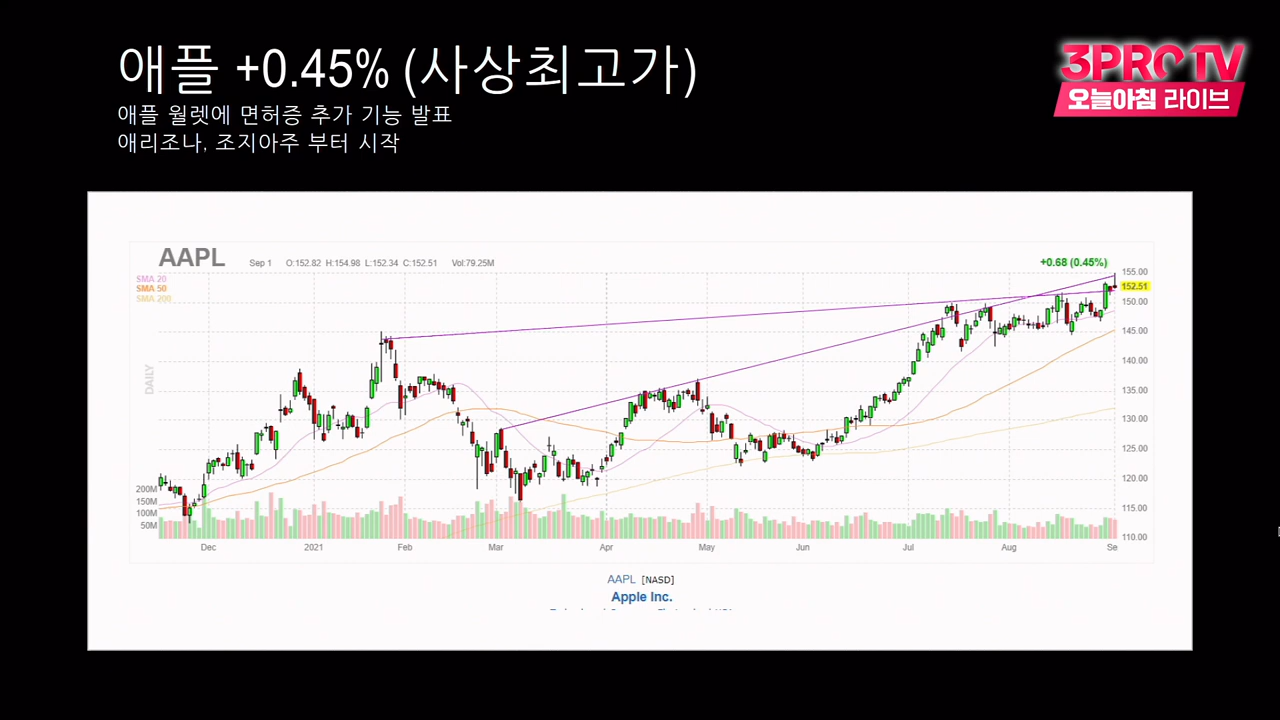 애플 +0.45% (사상최고가)
애플 월렛에 면허증 추가 기능 발표
애리조나, 조지아주 부터 시작
3PROTV
오늘아침 라이브
AAPL
Sep 1 O:152.82 H:154.98 L:152.34 C:152.51 Vol:79.25M
+0.68 (0.45%)
SMA 20
SMA 50
SMA 200
DAILY
155.00
152.51
150.00
145.00
140.00
135.00
130.00
125.00
120.00
115.00
110.00
200M
150M
100M
50M
Dec 2021 Feb Mar Apr May Jun Jul Aug Se
AAPL [NASD]
Apple Inc.